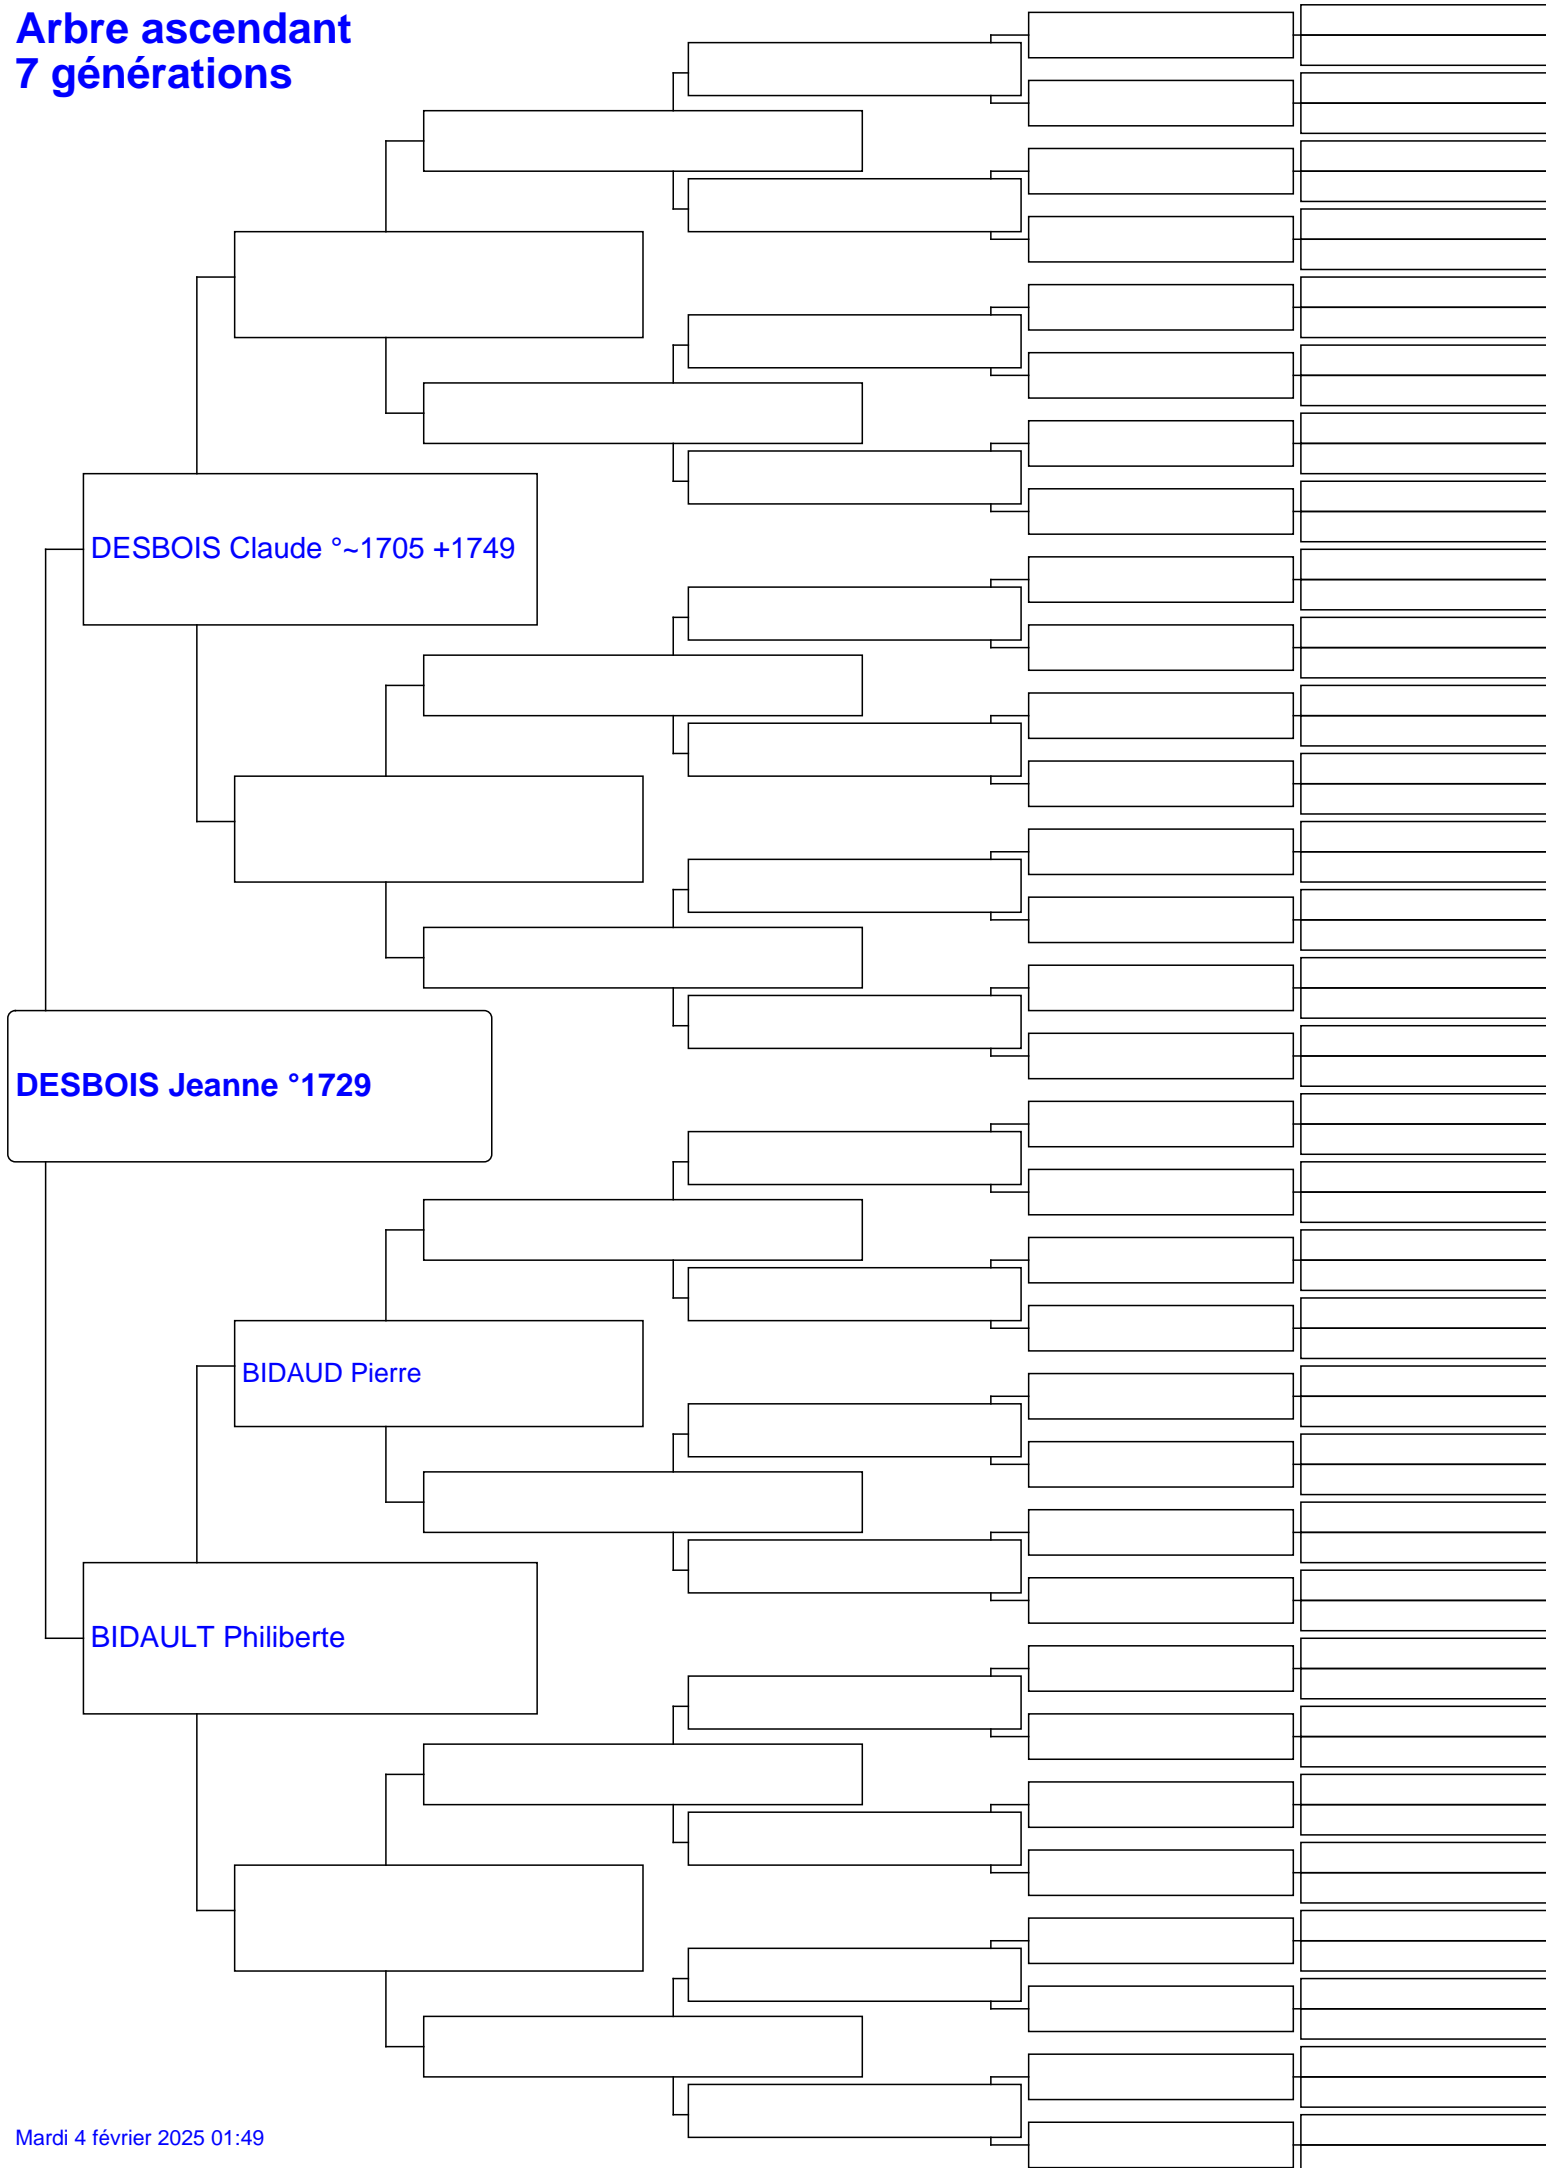 Arbre ascendant
7 générations
DESBOIS Claude °~1705 +1749
DESBOIS Jeanne °1729
BIDAUD Pierre
BIDAULT Philiberte
Mardi 4 février 2025 01:49